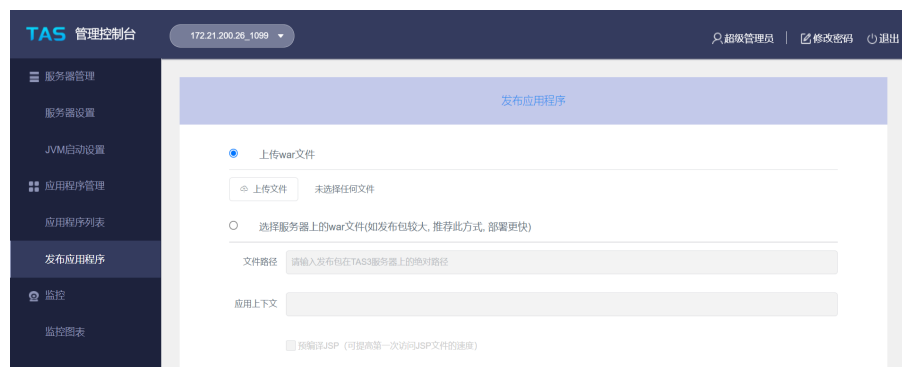 TAS 管理控制台
172.21.200.26_1099
超级管理员
修改密码
退出
服务器管理
服务器设置
JVM启动设置
应用程序管理
应用程序列表
发布应用程序
监控
监控图表
发布应用程序
上传war文件
上传文件 未选择任何文件
选择服务器上的war文件(如发布包较大, 推荐此方式, 部署更快)
文件路径 请输入发布包在TAS3服务器上的绝对路径
应用上下文
预编译JSP（可提高第一次访问JSP文件的速度）